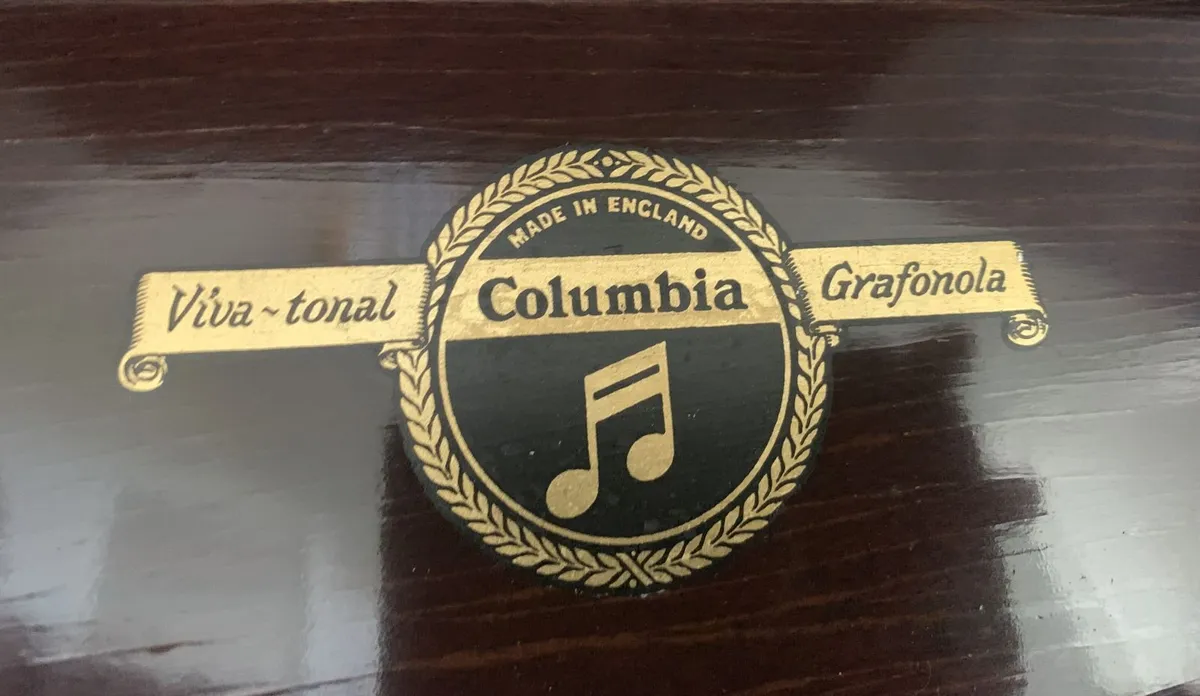 MADE IN ENGLAND
Viva-tonal Columbia Grafonola